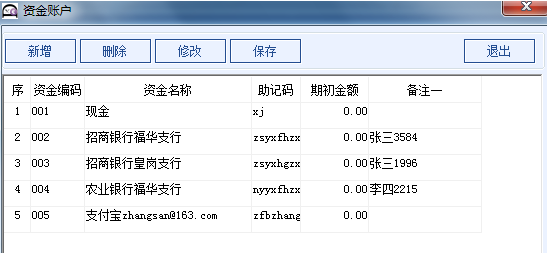 资金账户
新增 删除 修改 保存 退出
序 资金编码 资金名称 助记码 期初金额 备注一
1 001 现金 xj 0.00
2 002 招商银行福华支行 zsyxfhzx 0.00 张三3584
3 003 招商银行皇岗支行 zsyxhgzx 0.00 张三1996
4 004 农业银行福华支行 nyyxfhzx 0.00 李四2215
5 005 支付宝zhangsan@163.com zfbzhang 0.00